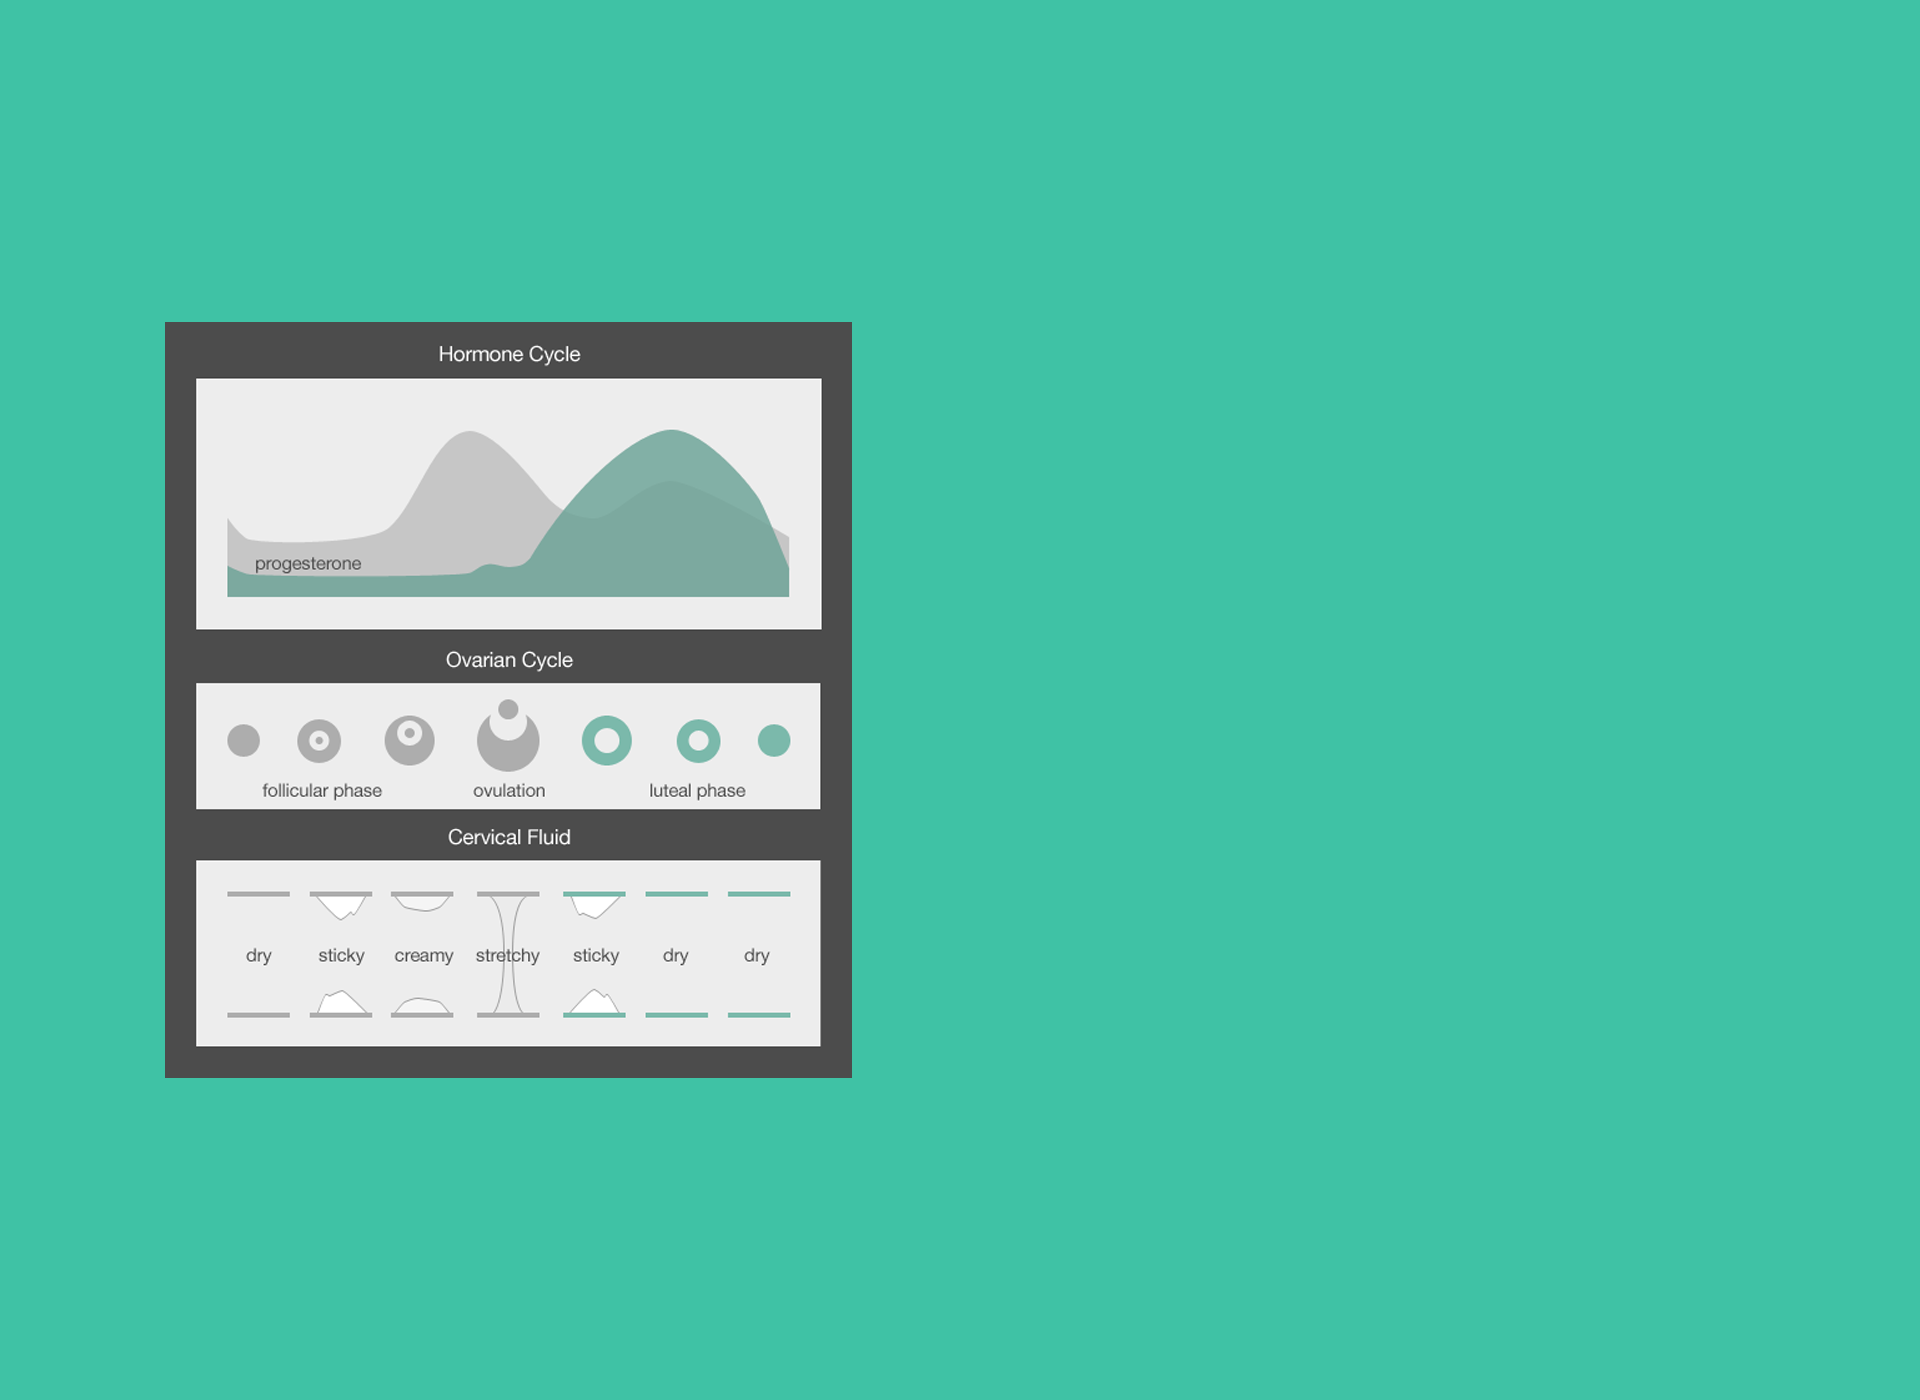 Hormone Cycle
progesterone
Ovarian Cycle
follicular phase ovulation luteal phase
Cervical Fluid
dry sticky creamy stretchy sticky dry dry